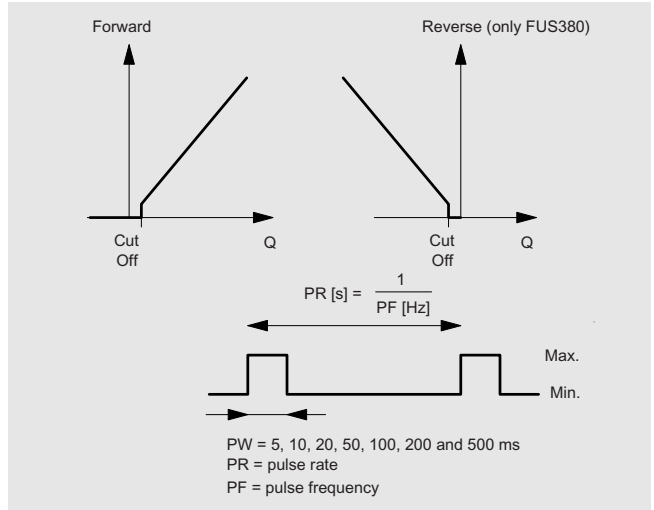 Forward
Reverse (only FUS380)
Cut
Off
Q
Cut
Off
Q
PR [s] = 1
PF [Hz]
Max.
Min.
PW = 5, 10, 20, 50, 100, 200 and 500 ms
PR = pulse rate
PF = pulse frequency